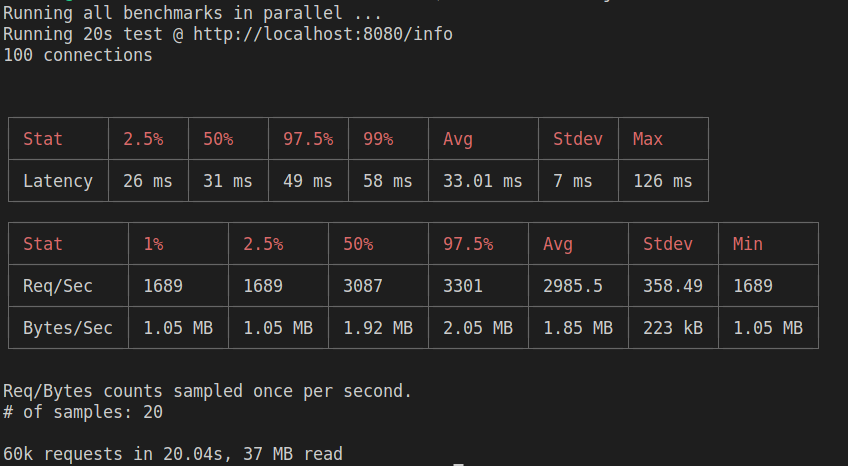 Running all benchmarks in parallel ...
Running 20s test @ http://localhost:8080/info
100 connections
Stat 2.5% 50% 97.5% 99% Avg Stdev Max
Latency 26 ms 31 ms 49 ms 58 ms 33.01 ms 7 ms 126 ms
Stat 1% 2.5% 50% 97.5% Avg Stdev Min
Req/Sec 1689 1689 3087 3301 2985.5 358.49 1689
Bytes/Sec 1.05 MB 1.05 MB 1.92 MB 2.05 MB 1.85 MB 223 kB 1.05 MB
Req/Bytes counts sampled once per second.
# of samples: 20
60k requests in 20.04s, 37 MB read